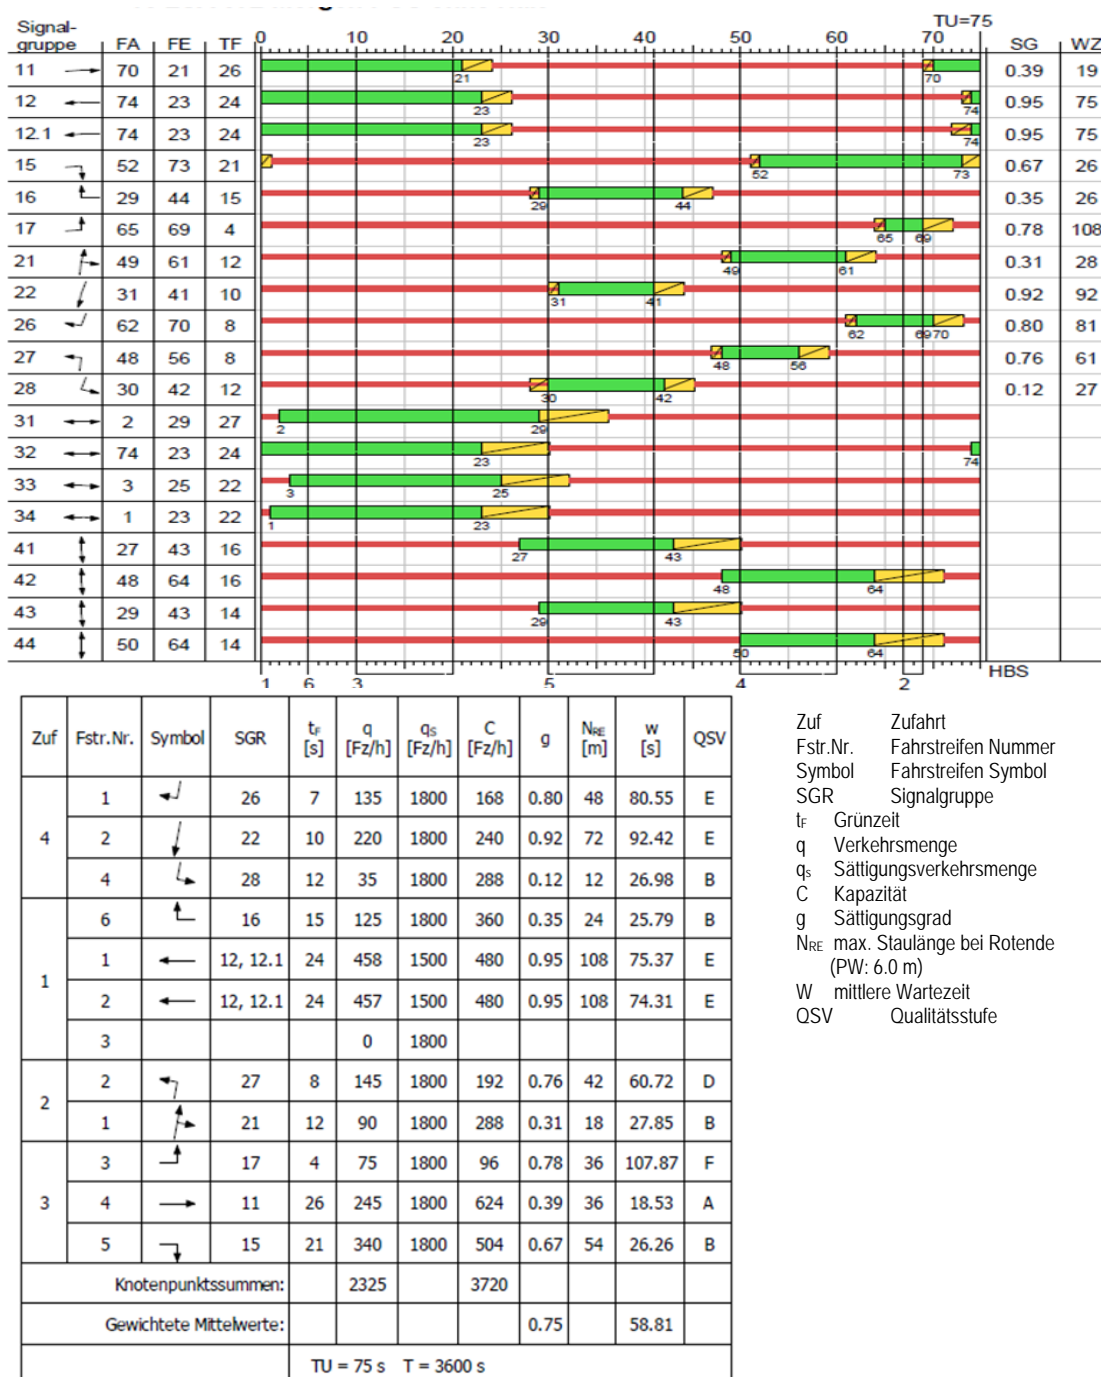 TU=75
Signal-
gruppe FA FE TF 0 10 20 30 40 50 60 70 SG WZ
11 70 21 26 21 70 0.39 19
12 74 23 24 23 74 0.95 75
12.1 74 23 24 23 74 0.95 75
15 52 73 21 52 73 0.67 26
16 29 44 15 29 44 0.35 26
17 65 69 4 65 69 0.78 108
21 49 61 12 49 61 0.31 28
22 31 41 10 31 41 0.92 92
26 62 70 8 62 69 70 0.80 81
27 48 56 8 48 56 0.76 61
28 30 42 12 30 42 0.12 27
31 2 29 27 2 29
32 74 23 24 23 74
33 3 25 22 3 25
34 1 23 22 1 23
41 27 43 16 27 43
42 48 64 16 48 64
43 29 43 14 29 43
44 50 64 14 50 64
1 6 3 5 4 2 HBS
Zuf Fstr.Nr. Symbol SGR tF [s] q [Fz/h] qS [Fz/h] C [Fz/h] g NRE [m] w [s] QSV
4 1 26 7 135 1800 168 0.80 48 80.55 E
2 22 10 220 1800 240 0.92 72 92.42 E
4 28 12 35 1800 288 0.12 12 26.98 B
1 6 16 15 125 1800 360 0.35 24 25.79 B
1 12, 12.1 24 458 1500 480 0.95 108 75.37 E
2 12, 12.1 24 457 1500 480 0.95 108 74.31 E
3 0 1800
2 2 27 8 145 1800 192 0.76 42 60.72 D
1 21 12 90 1800 288 0.31 18 27.85 B
3 3 17 4 75 1800 96 0.78 36 107.87 F
4 11 26 245 1800 624 0.39 36 18.53 A
5 15 21 340 1800 504 0.67 54 26.26 B
Knotenpunktssummen: 2325 3720
Gewichtete Mittelwerte: 0.75 58.81
TU = 75 s T = 3600 s
Zuf Zufahrt
Fstr.Nr. Fahrstreifen Nummer
Symbol Fahrstreifen Symbol
SGR Signalgruppe
tF Grünzeit
q Verkehrsmenge
qs Sättigungsverkehrsmenge
C Kapazität
g Sättigungsgrad
NRE max. Staulänge bei Rotende
(PW: 6.0 m)
W mittlere Wartezeit
QSV Qualitätsstufe